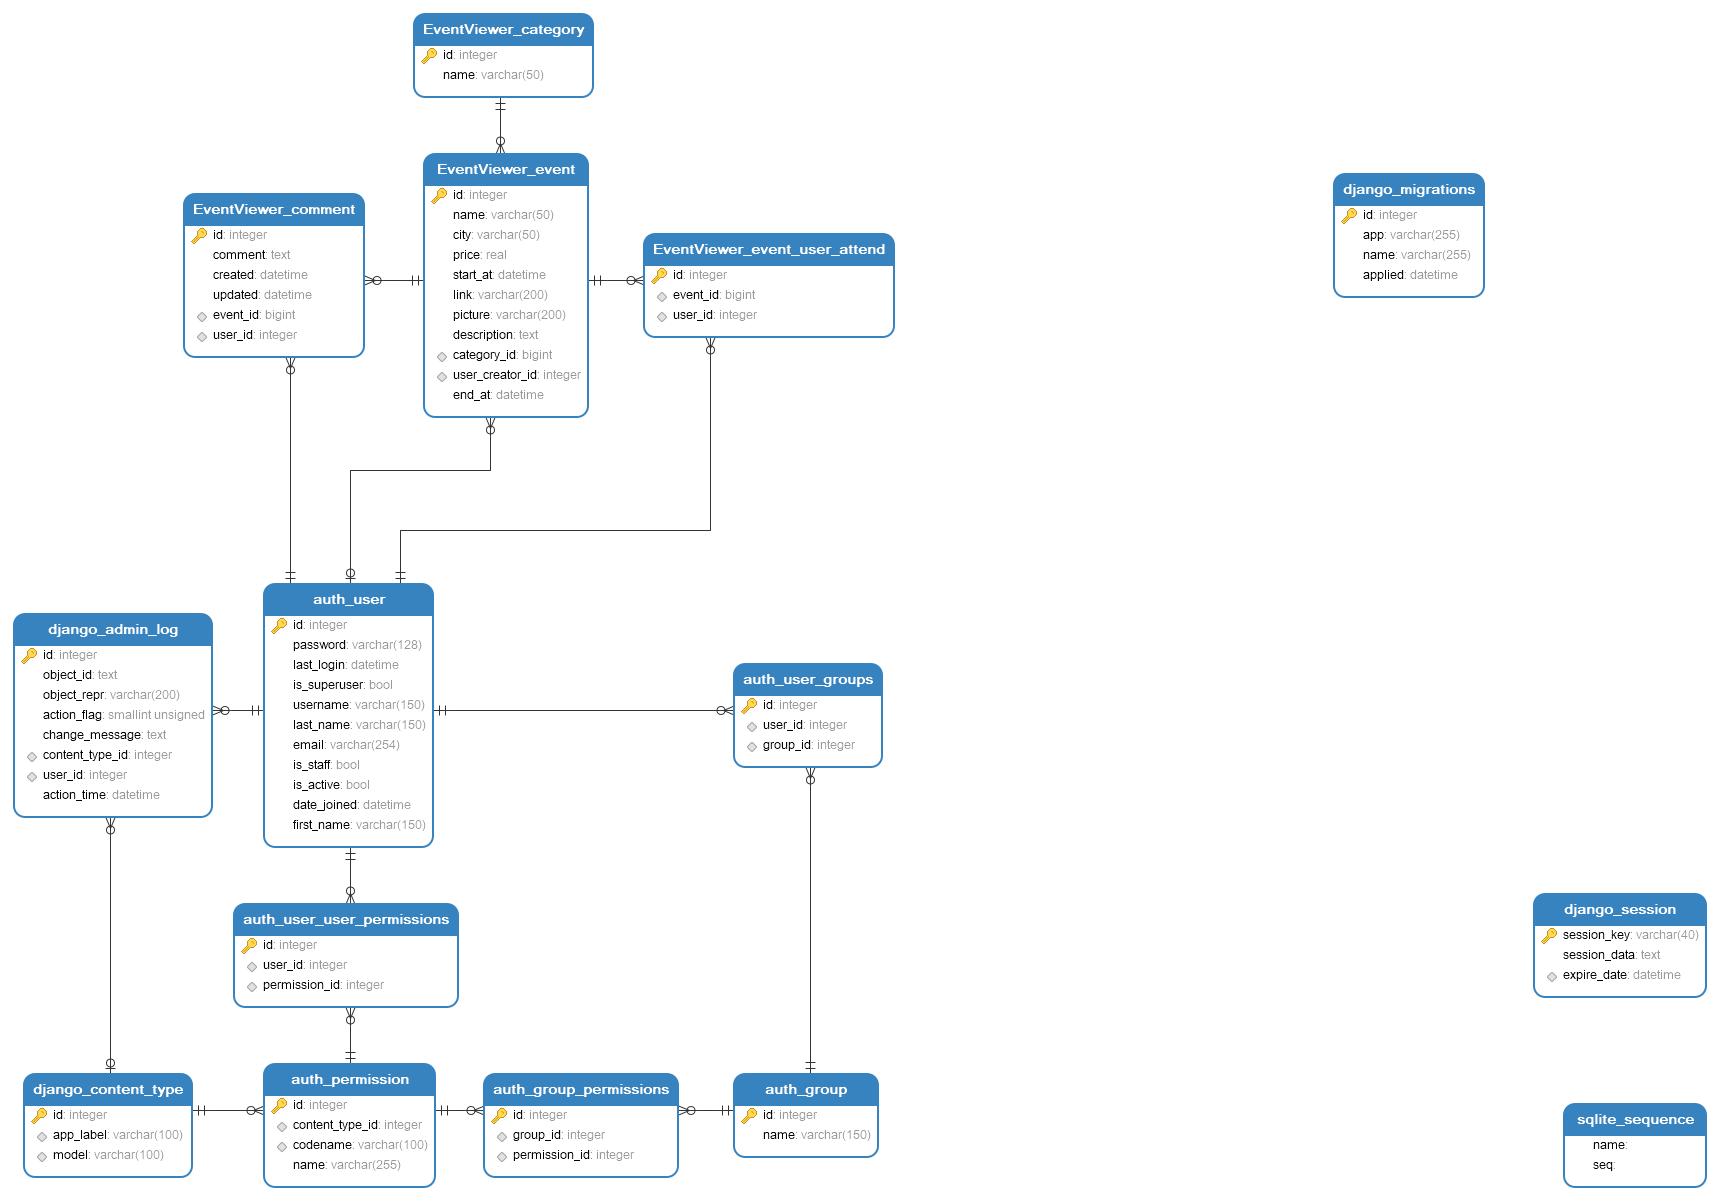 EventViewer_category
id: integer
name: varchar(50)
EventViewer_event
id: integer
name: varchar(50)
city: varchar(50)
price: real
start_at: datetime
link: varchar(200)
picture: varchar(200)
description: text
category_id: bigint
user_creator_id: integer
end_at: datetime
EventViewer_comment
id: integer
comment: text
created: datetime
updated: datetime
event_id: bigint
user_id: integer
EventViewer_event_user_attend
id: integer
event_id: bigint
user_id: integer
django_migrations
id: integer
app: varchar(255)
name: varchar(255)
applied: datetime
auth_user
id: integer
password: varchar(128)
last_login: datetime
is_superuser: bool
username: varchar(150)
last_name: varchar(150)
email: varchar(254)
is_staff: bool
is_active: bool
date_joined: datetime
first_name: varchar(150)
django_admin_log
id: integer
object_id: text
object_repr: varchar(200)
action_flag: smallint unsigned
change_message: text
content_type_id: integer
user_id: integer
action_time: datetime
auth_user_groups
id: integer
user_id: integer
group_id: integer
auth_user_user_permissions
id: integer
user_id: integer
permission_id: integer
django_session
session_key: varchar(40)
session_data: text
expire_date: datetime
django_content_type
id: integer
app_label: varchar(100)
model: varchar(100)
auth_permission
id: integer
content_type_id: integer
codename: varchar(100)
name: varchar(255)
auth_group_permissions
id: integer
group_id: integer
permission_id: integer
auth_group
id: integer
name: varchar(150)
sqlite_sequence
name:
seq: